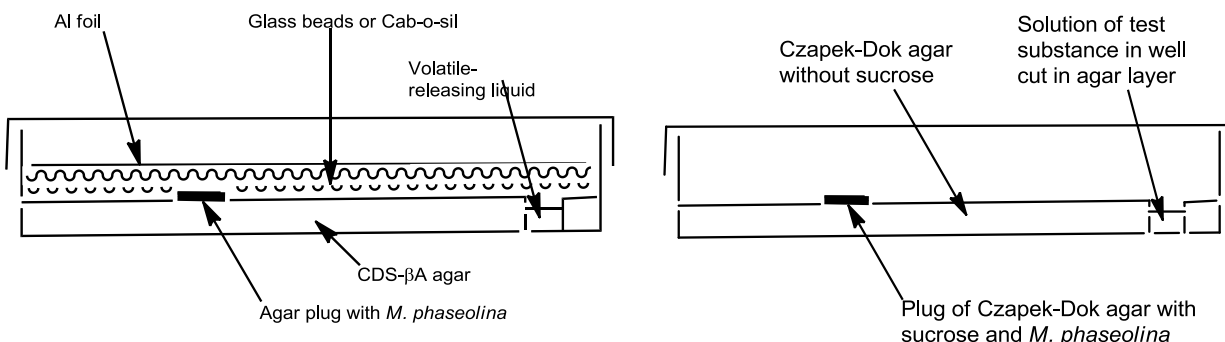 Al foil
Glass beads or Cab-o-sil
Volatile-
releasing liquid
CDS-βA agar
Agar plug with M. phaseolina
Czapek-Dok agar
without sucrose
Solution of test
substance in well
cut in agar layer
Plug of Czapek-Dok agar with
sucrose and M. phaseolina